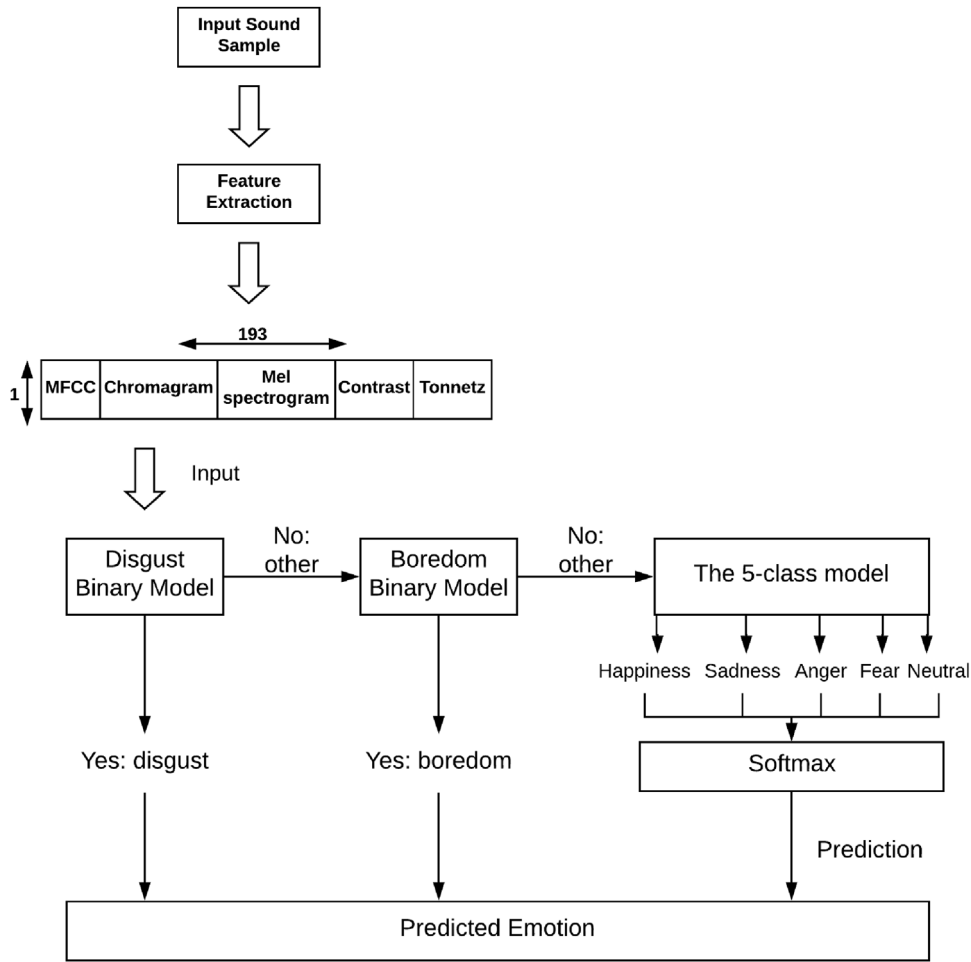 Input Sound
Sample
Feature
Extraction
193
1
MFCC
Chromagram
Mel
spectrogram
Contrast
Tonnetz
Input
Disgust
Binary Model
No:
other
Boredom
Binary Model
No:
other
The 5-class model
Happiness
Sadness
Anger
Fear
Neutral
Yes: disgust
Yes: boredom
Softmax
Prediction
Predicted Emotion